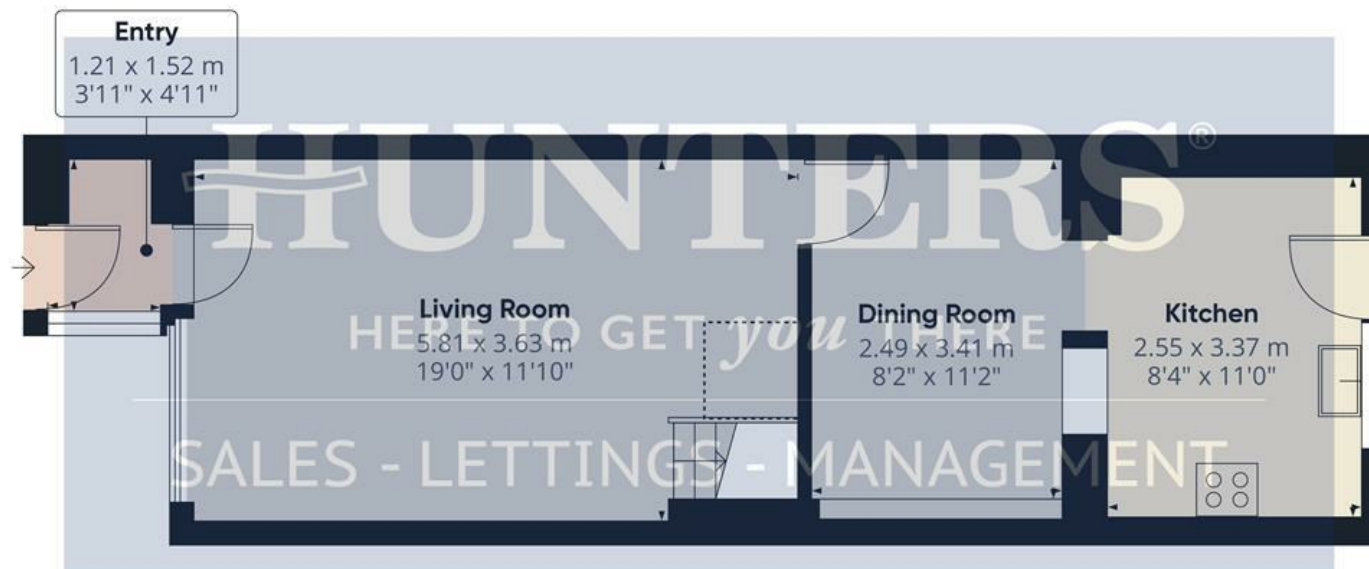 Entry
1.21 x 1.52 m
3'11" x 4'11"
HUNTERS®
Living Room
5.81 x 3.63 m
19'0" x 11'10"
Dining Room
2.49 x 3.41 m
8'2" x 11'2"
Kitchen
2.55 x 3.37 m
8'4" x 11'0"
HERE TO GET you THERE
SALES - LETTINGS - MANAGEMENT